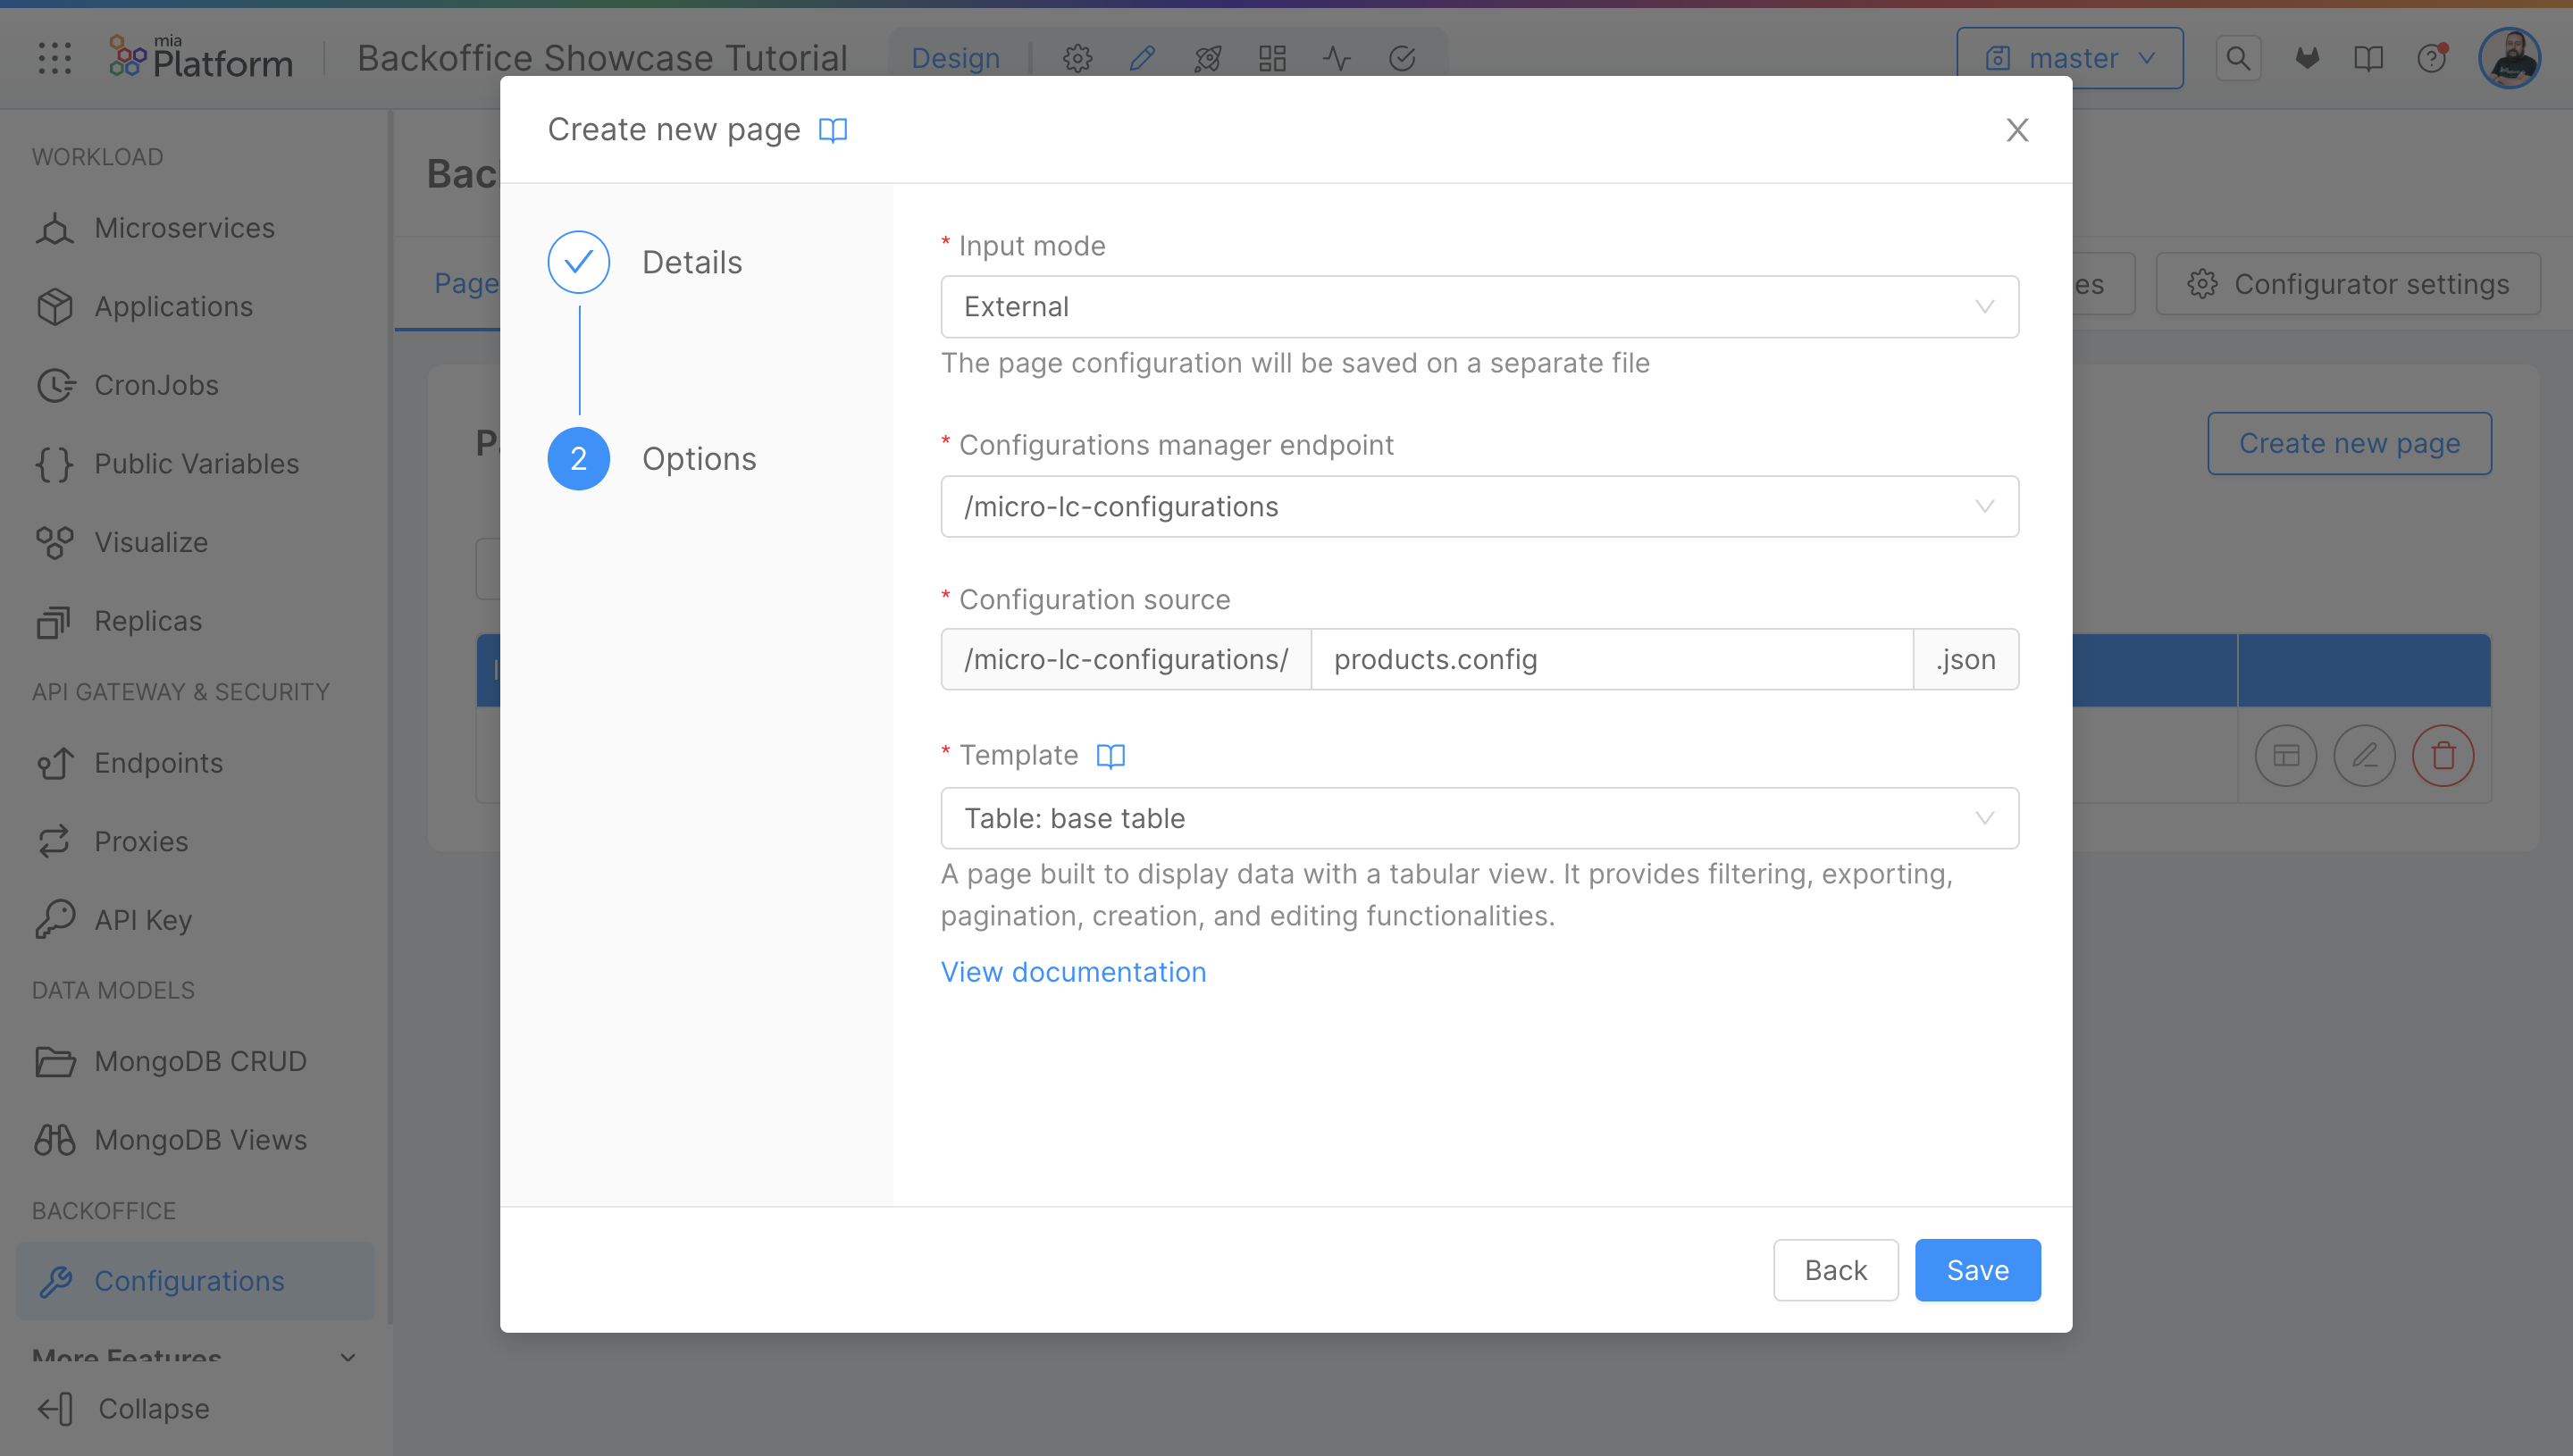 mia
Platform
Backoffice Showcase Tutorial
Design
master
WORKLOAD
Microservices
Applications
CronJobs
Public Variables
Visualize
Replicas
API GATEWAY & SECURITY
Endpoints
Proxies
API Key
DATA MODELS
MongoDB CRUD
MongoDB Views
BACKOFFICE
Configurations
More Features
Collapse
Bac
Page
es
Configurator settings
Create new page
Create new page
Details
2
Options
* Input mode
External
The page configuration will be saved on a separate file
* Configurations manager endpoint
/micro-lc-configurations
* Configuration source
/micro-lc-configurations/ products.config .json
* Template
Table: base table
A page built to display data with a tabular view. It provides filtering, exporting,
pagination, creation, and editing functionalities.
View documentation
Back
Save